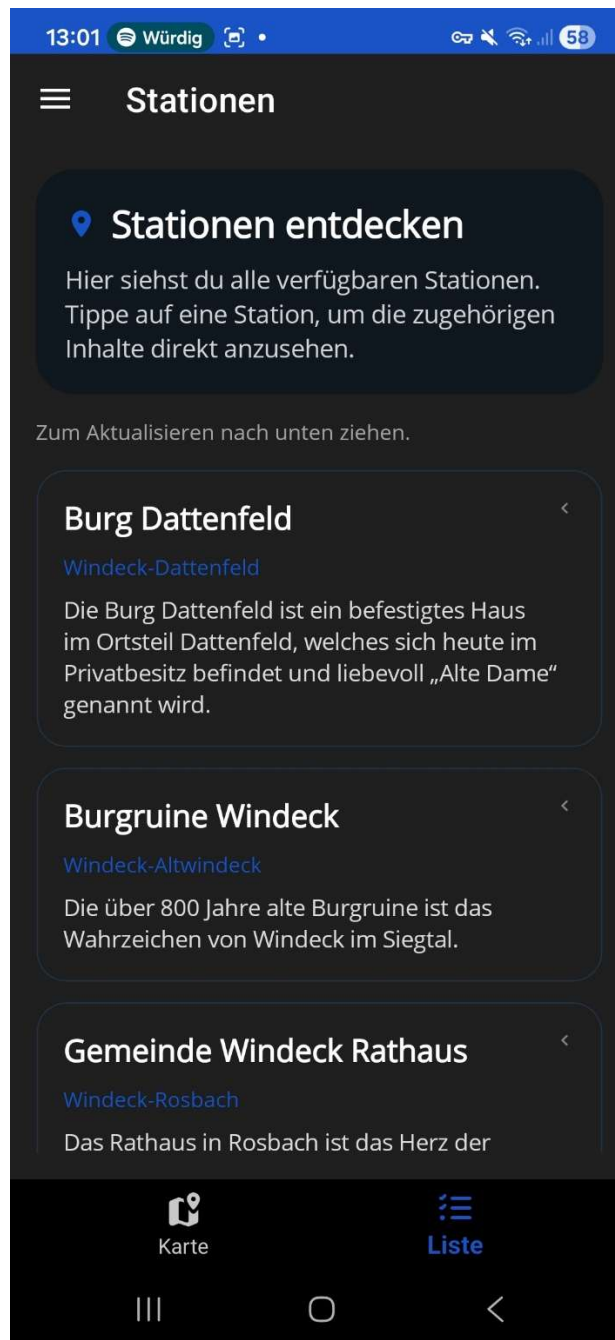 13:01 Würdig 58
Stationen
Stationen entdecken
Hier siehst du alle verfügbaren Stationen.
Tippe auf eine Station, um die zugehörigen
Inhalte direkt anzusehen.
Zum Aktualisieren nach unten ziehen.
Burg Dattenfeld
Windeck-Dattenfeld
Die Burg Dattenfeld ist ein befestigtes Haus
im Ortsteil Dattenfeld, welches sich heute im
Privatbesitz befindet und liebevoll „Alte Dame“
genannt wird.
Burgruine Windeck
Windeck-Altwindeck
Die über 800 Jahre alte Burgruine ist das
Wahrzeichen von Windeck im Siegtal.
Gemeinde Windeck Rathaus
Windeck-Rosbach
Das Rathaus in Rosbach ist das Herz der
Karte
Liste